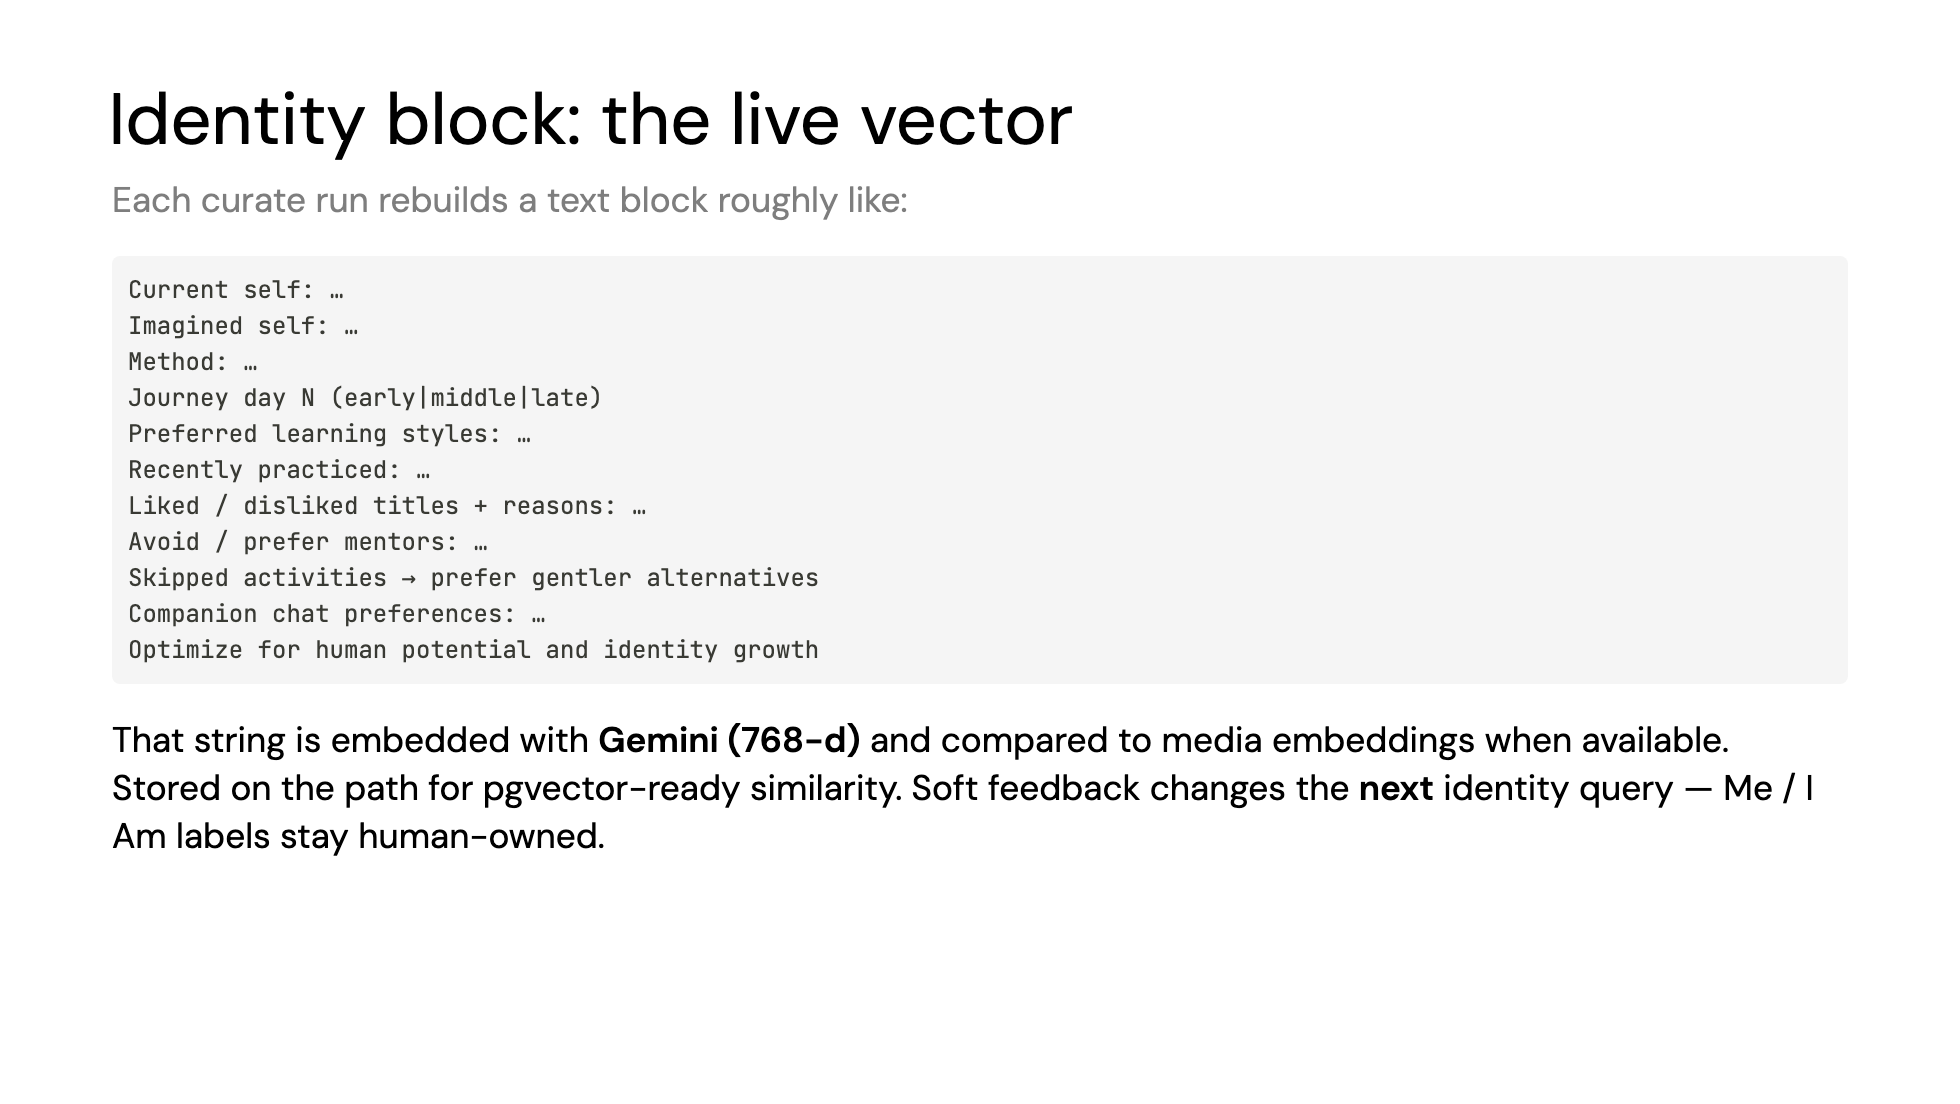 Identity block: the live vector
Each curate run rebuilds a text block roughly like:
Current self: …
Imagined self: …
Method: …
Journey day N (early|middle|late)
Preferred learning styles: …
Recently practiced: …
Liked / disliked titles + reasons: …
Avoid / prefer mentors: …
Skipped activities → prefer gentler alternatives
Companion chat preferences: …
Optimize for human potential and identity growth
That string is embedded with Gemini (768-d) and compared to media embeddings when available.
Stored on the path for pgvector-ready similarity. Soft feedback changes the next identity query — Me / I
Am labels stay human-owned.